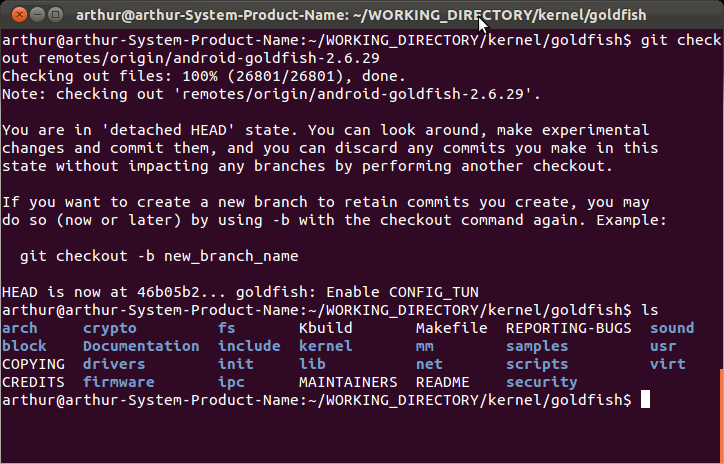 arthur@arthur-System-Product-Name: ~/WORKING_DIRECTORY/kernel/goldfish
arthur@arthur-System-Product-Name:~/WORKING_DIRECTORY/kernel/goldfish$ git check
out remotes/origin/android-goldfish-2.6.29
Checking out files: 100% (26801/26801), done.
Note: checking out 'remotes/origin/android-goldfish-2.6.29'.
You are in 'detached HEAD' state. You can look around, make experimental
changes and commit them, and you can discard any commits you make in this
state without impacting any branches by performing another checkout.
If you want to create a new branch to retain commits you create, you may
do so (now or later) by using -b with the checkout command again. Example:
git checkout -b new_branch_name
HEAD is now at 46b05b2... goldfish: Enable CONFIG_TUN
arthur@arthur-System-Product-Name:~/WORKING_DIRECTORY/kernel/goldfish$ ls
arch crypto fs Kbuild Makefile REPORTING-BUGS sound
block Documentation include kernel mm samples usr
COPYING drivers init lib net scripts virt
CREDITS firmware ipc MAINTAINERS README security
arthur@arthur-System-Product-Name:~/WORKING_DIRECTORY/kernel/goldfish$